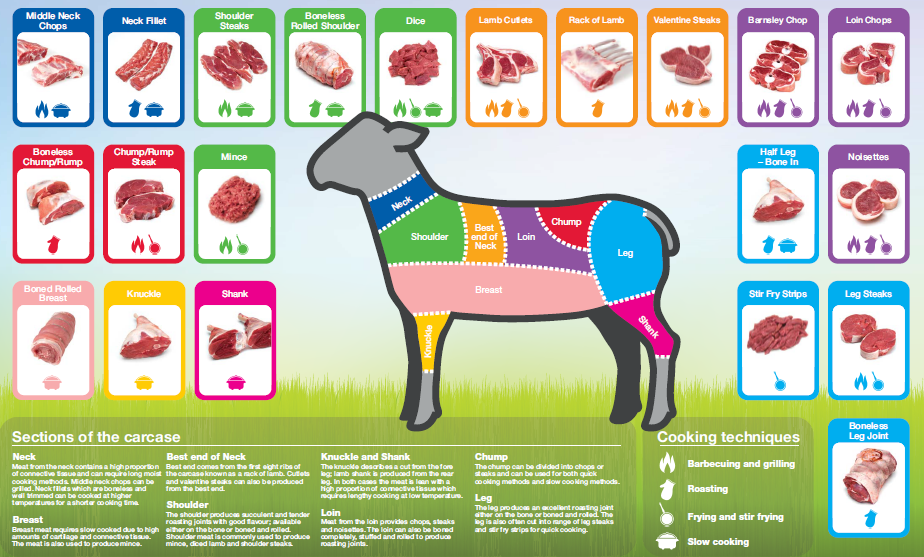 Middle Neck
Chops
Neck Fillet
Shoulder
Steaks
Boneless
Rolled Shoulder
Dice
Lamb Cutlets
Rack of Lamb
Valentine Steaks
Barnsley Chop
Loin Chops
Boneless
Chump/Rump
Chump/Rump
Steak
Mince
Half Leg
– Bone In
Noisettes
Boned Rolled
Breast
Knuckle
Shank
Stir Fry Strips
Leg Steaks
Boneless
Leg Joint
Neck
Shoulder
Best
end of
Neck
Loin
Chump
Leg
Breast
Knuckle
Shank
Sections of the carcase
Neck
Meat from the neck contains a high proportion
of connective tissue and can require long moist
cooking methods. Middle neck chops can be
grilled. Neck fillets which are boneless and
well trimmed can be cooked at higher
temperatures for a shorter cooking time.
Breast
Breast meat requires slow cooked due to high
amounts of cartilage and connective tissue.
The meat is also used to produce mince.
Best end of Neck
Best end comes from the first eight ribs of
the carcase known as a rack of lamb. Cutlets
and valentine steaks can also be produced
from the best end.
Shoulder
The shoulder produces succulent and tender
roasting joints with good flavour; available
either on the bone or boned and rolled.
Shoulder meat is commonly used to produce
mince, diced lamb and shoulder steaks.
Knuckle and Shank
The knuckle describes a cut from the fore
leg; lamb shank is produced from the rear
leg. In both cases the meat is lean with a
high proportion of connective tissue which
requires lengthy cooking at low temperature.
Loin
Meat from the loin provides chops, steaks
and noisettes. The loin can also be boned
completely, stuffed and rolled to produce
roasting joints.
Chump
The chump can be divided into chops or
steaks and can be used for both quick
cooking methods and slow cooking methods.
Leg
The leg produces an excellent roasting joint
either on the bone or boned and rolled. The
leg is also often cut into range of leg steaks
and stir fry strips for quick cooking.
Cooking techniques
Barbecuing and grilling
Roasting
Frying and stir frying
Slow cooking